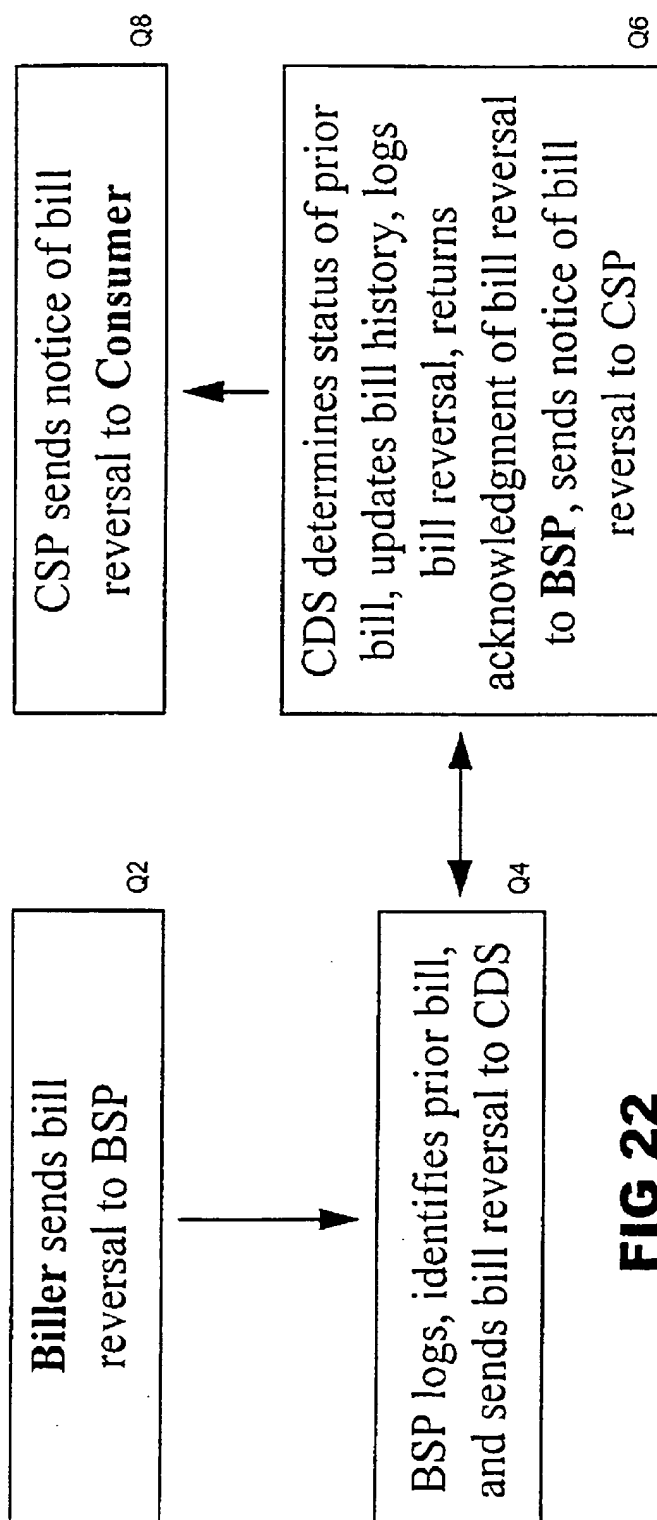 Biller sends bill
reversal to BSP
Q2
CSP sends notice of bill
reversal to Consumer
Q8
BSP logs, identifies prior bill,
and sends bill reversal to CDS
Q4
CDS determines status of prior
bill, updates bill history, logs
bill reversal, returns
acknowledgment of bill reversal
to BSP, sends notice of bill
reversal to CSP
Q6
FIG 22